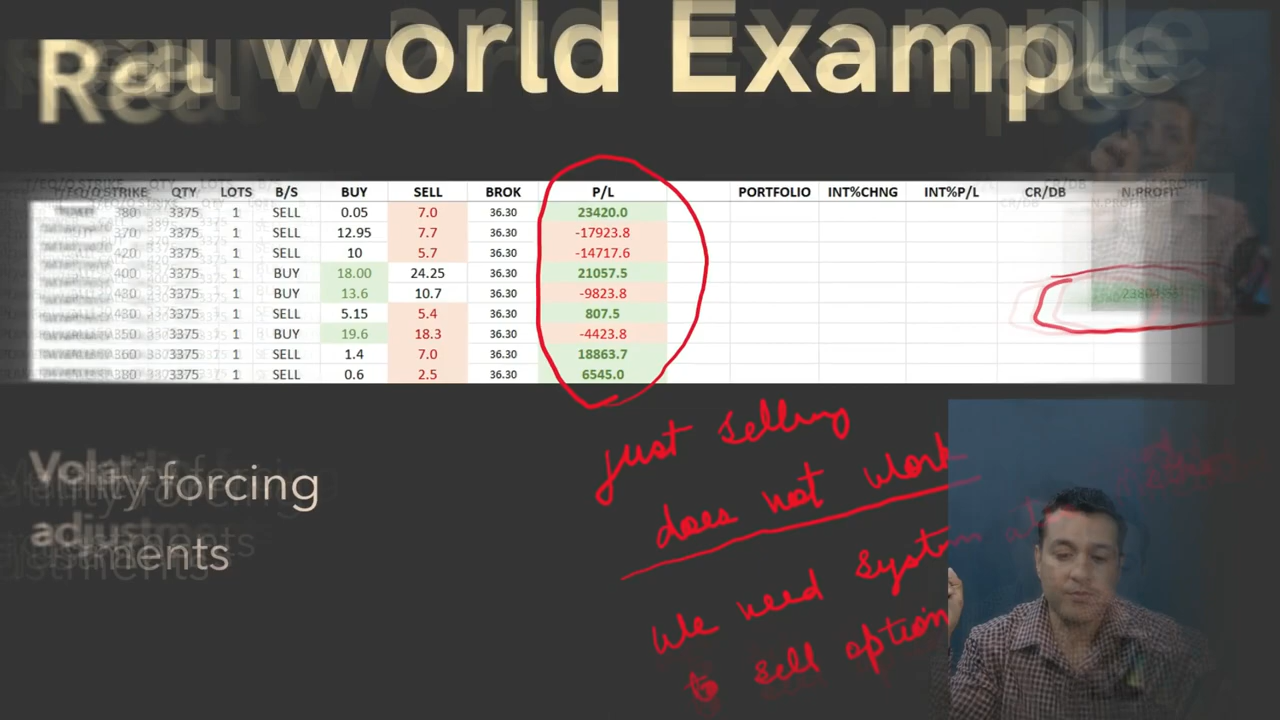 Real World Example
STRIKE QTY LOTS B/S BUY SELL BROK P/L PORTFOLIO INT%CHNG INT%P/L CR/DB N.PROFIT
380 3375 1 SELL 0.05 7.0 36.30 23420.0
370 3375 1 SELL 12.95 7.7 36.30 -17923.8
420 3375 1 SELL 10 5.7 36.30 -14717.6
400 3375 1 BUY 18.00 24.25 36.30 21057.5
3375 1 BUY 13.6 10.7 36.30 -9823.8
3375 1 SELL 5.15 5.4 36.30 807.5
350 3375 1 BUY 19.6 18.3 36.30 -4423.8
360 3375 1 SELL 1.4 7.0 36.30 18863.7
380 3375 1 SELL 0.6 2.5 36.30 6545.0
Volatility forcing
adjustments
just selling
does not work
We need System
to sell option